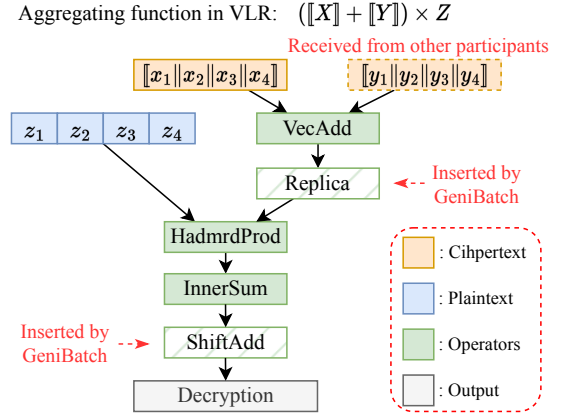 Aggregating function in VLR: (⟦X⟧ + ⟦Y⟧) × Z
Received from other participants
⟦x₁∥x₂∥x₃∥x₄⟧ ⟦y₁∥y₂∥y₃∥y₄⟧
z₁ z₂ z₃ z₄
VecAdd
Replica
Inserted by
GeniBatch
HadmrdProd
InnerSum
Inserted by
GeniBatch
ShiftAdd
Decryption
: Cihpertext
: Plaintext
: Operators
: Output